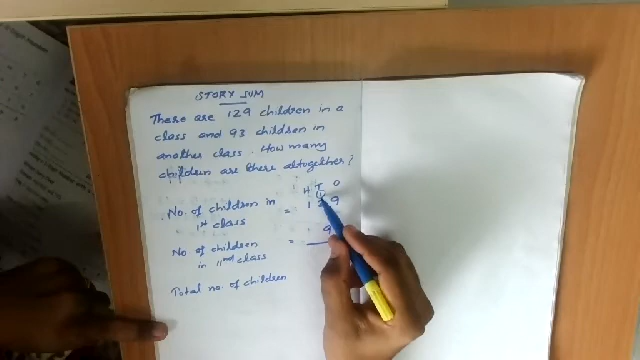 STORY SUM
There are 129 children in a
class and 93 children in
another class. How many
children are there altogether?
H T O
No. of children in = 1 2 9
1st class
No of children = 9
in IInd class
Total no. of children